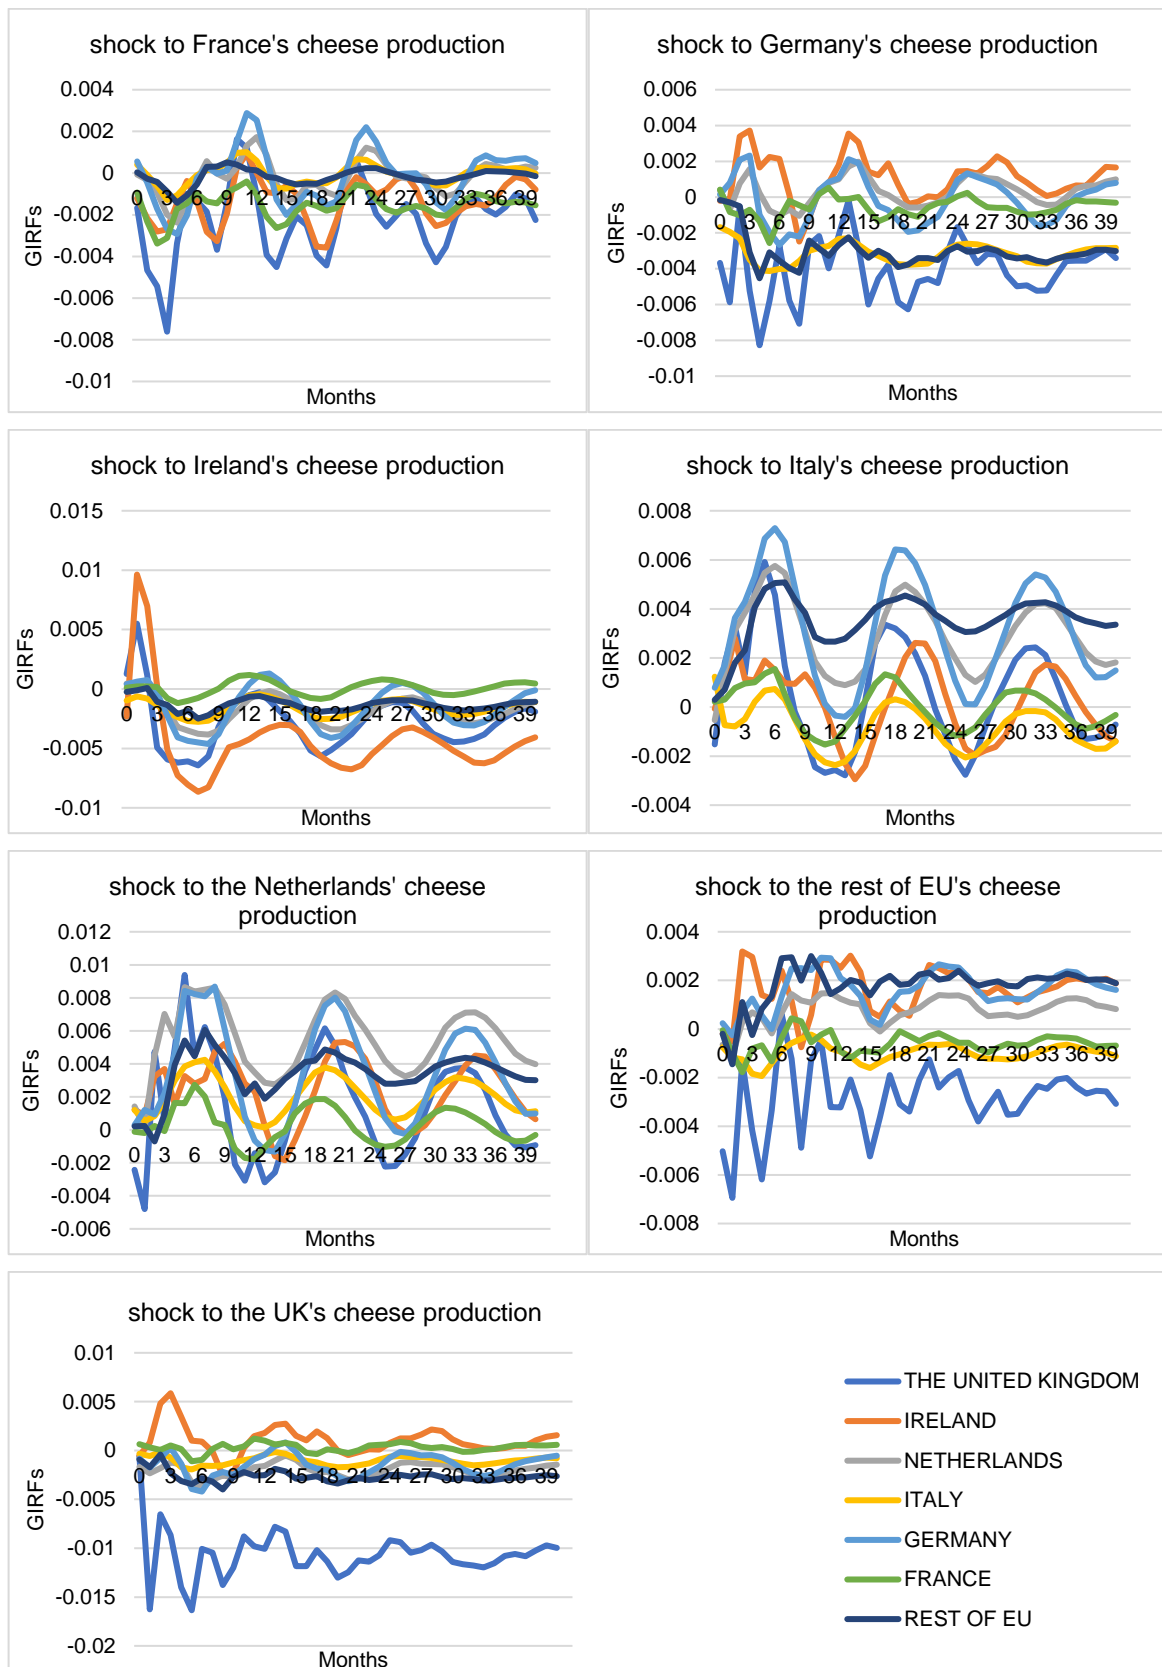 shock to France's cheese production
0.004
0.002
0
-0.002
-0.004
-0.006
-0.008
-0.01
GIRFs
0 3 6 9 12 15 18 21 24 27 30 33 36 39
Months
shock to Germany's cheese production
0.006
0.004
0.002
0
-0.002
-0.004
-0.006
-0.008
-0.01
GIRFs
0 3 6 9 12 15 18 21 24 27 30 33 36 39
Months
shock to Ireland's cheese production
0.015
0.01
0.005
0
-0.005
-0.01
GIRFs
0 3 6 9 12 15 18 21 24 27 30 33 36 39
Months
shock to Italy's cheese production
0.008
0.006
0.004
0.002
0
-0.002
-0.004
GIRFs
0 3 6 9 12 15 18 21 24 27 30 33 36 39
Months
shock to the Netherlands' cheese
production
0.012
0.01
0.008
0.006
0.004
0.002
0
-0.002
-0.004
-0.006
GIRFs
0 3 6 9 12 15 18 21 24 27 30 33 36 39
Months
shock to the rest of EU's cheese
production
0.004
0.002
0
-0.002
-0.004
-0.006
-0.008
GIRFs
0 3 6 9 12 15 18 21 24 27 30 33 36 39
Months
shock to the UK's cheese production
0.01
0.005
0
-0.005
-0.01
-0.015
-0.02
GIRFs
0 3 6 9 12 15 18 21 24 27 30 33 36 39
Months
THE UNITED KINGDOM
IRELAND
NETHERLANDS
ITALY
GERMANY
FRANCE
REST OF EU